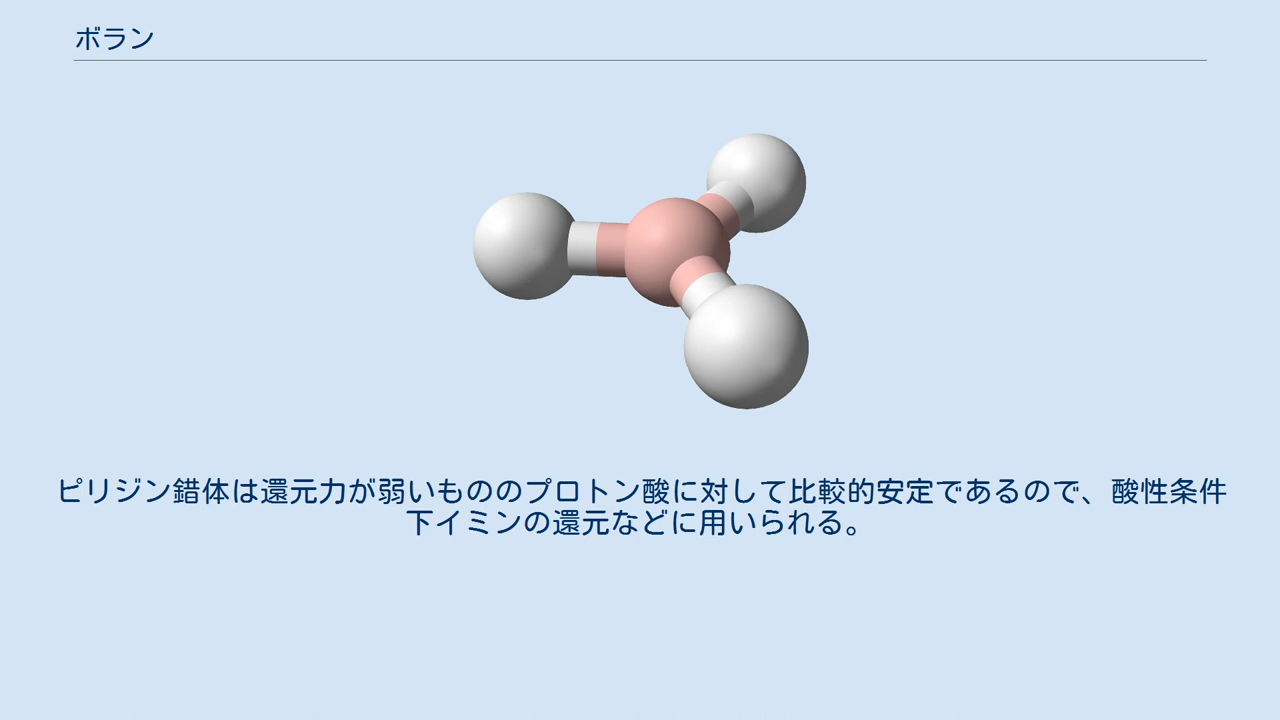 ボラン
ピリジン錯体は還元力が弱いもののプロトン酸に対して比較的安定であるので、酸性条件
下イミンの還元などに用いられる。